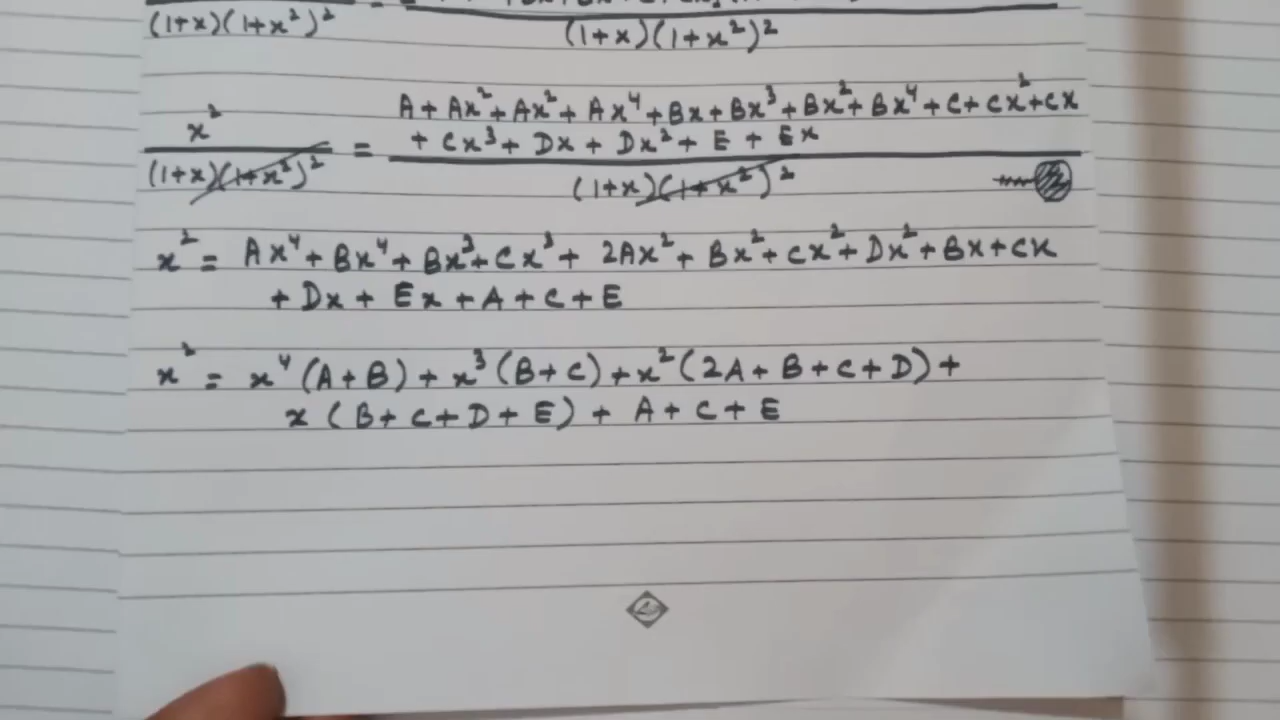 (1+x)(1+x²)² = (1+x)(1+x²)²
x² / (1+x)(1+x²)² = A + Ax² + Ax² + Ax⁴ + Bx + Bx³ + Bx² + Bx⁴ + C + Cx² + Cx
+ Cx³ + Dx + Dx² + E + Ex
(1+x)(1+x²)²
x² = Ax⁴ + Bx⁴ + Bx³ + Cx³ + 2Ax² + Bx² + Cx² + Dx² + Bx + Cx
+ Dx + Ex + A + C + E
x² = x⁴ (A+B) + x³ (B+C) + x² (2A + B + C + D) +
x (B + C + D + E) + A + C + E